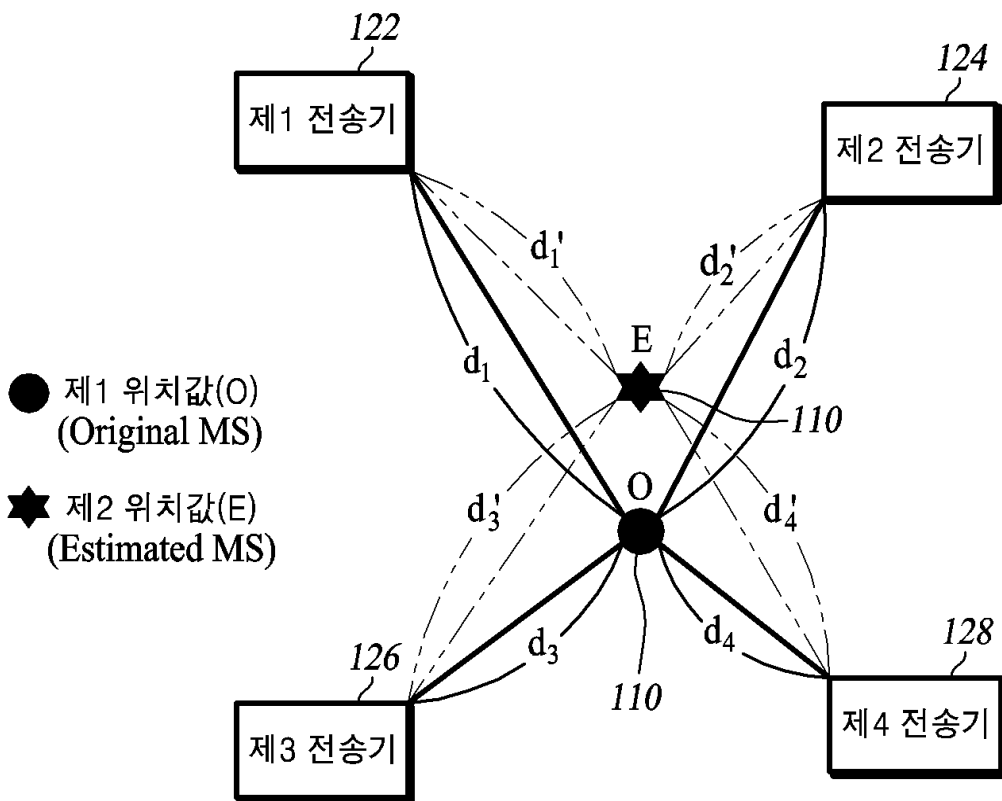 122
제1 전송기
124
제2 전송기
d₁'
d₂'
E
d₁
d₂
110
제1 위치값(O)
(Original MS)
O
제2 위치값(E)
(Estimated MS)
d₃'
d₄'
d₃
d₄
110
126
제3 전송기
128
제4 전송기